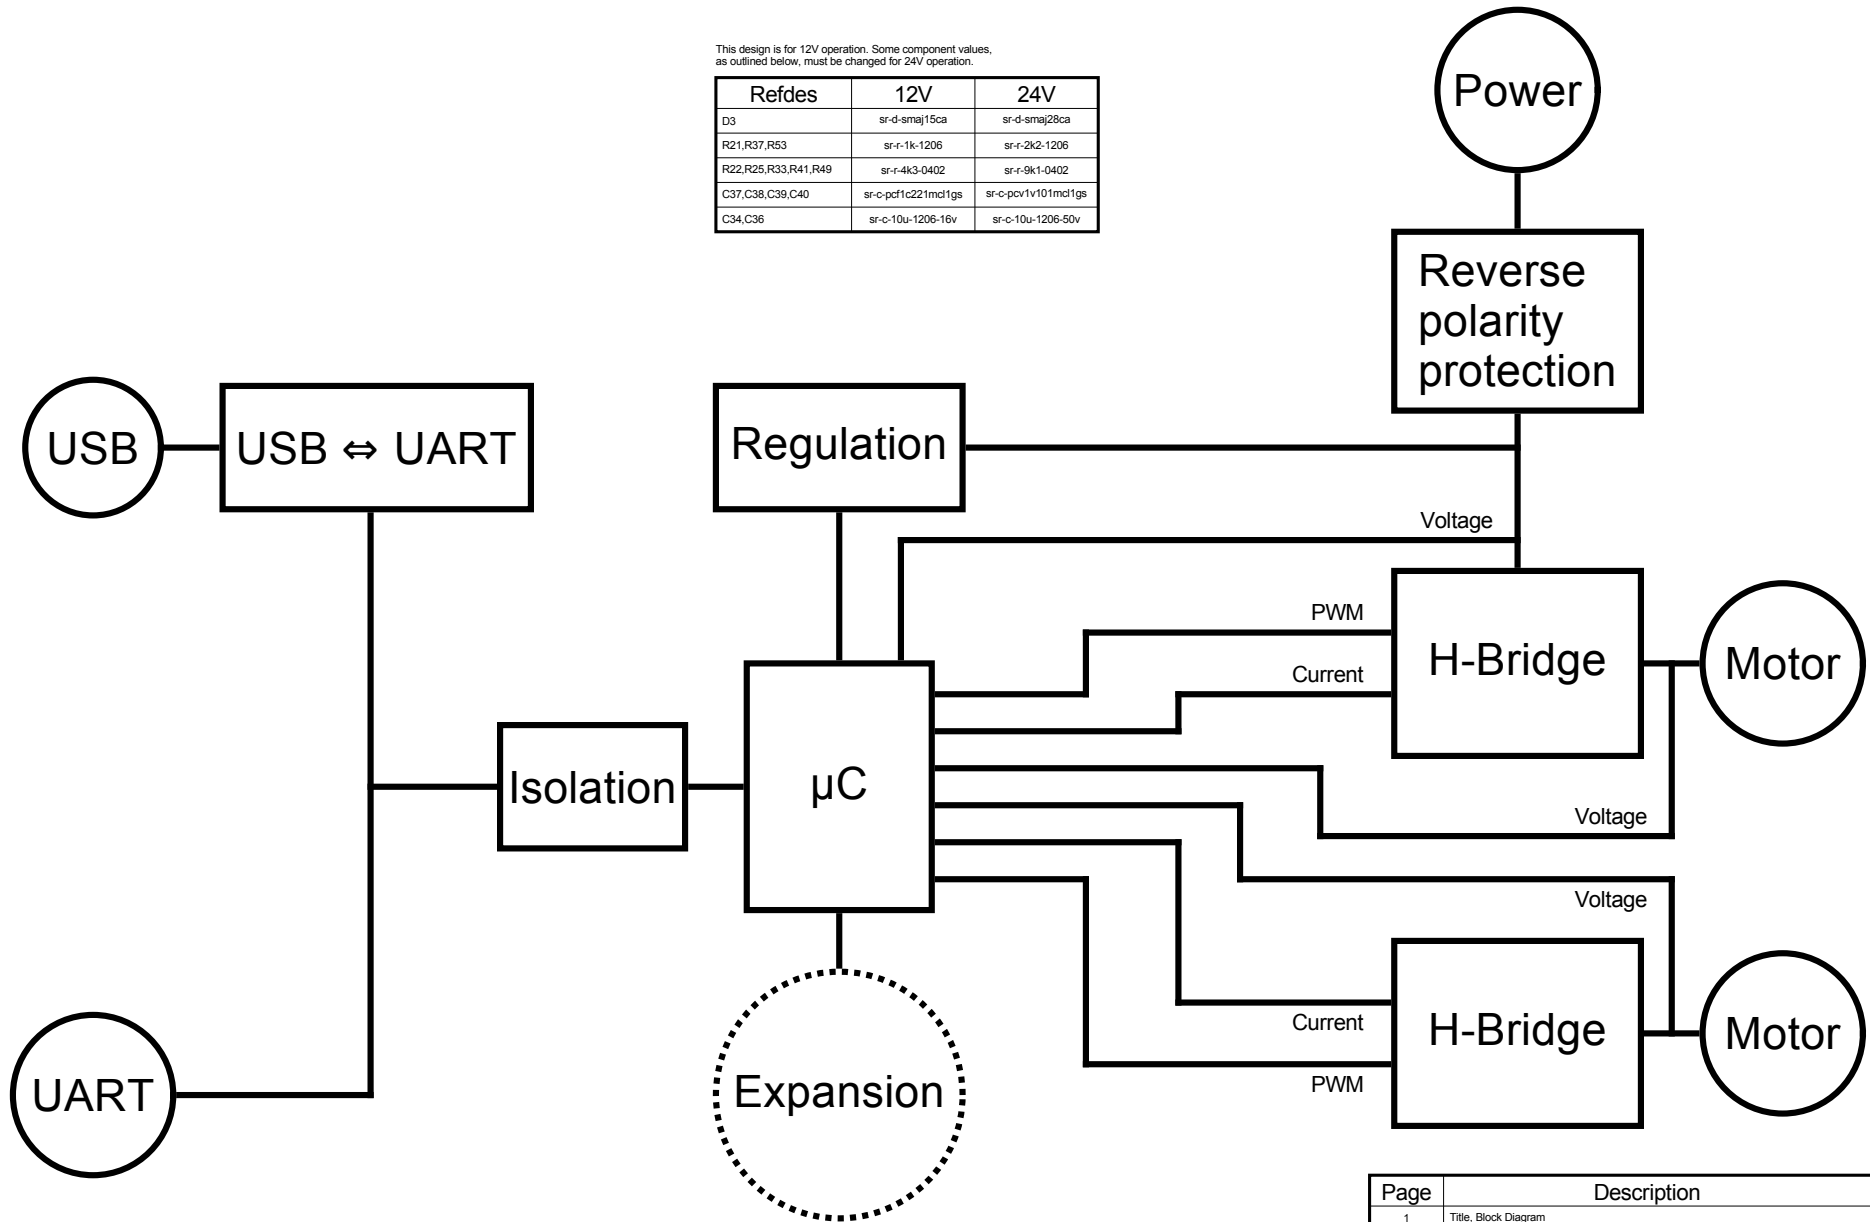 This design is for 12V operation. Some component values,
as outlined below, must be changed for 24V operation.
Refdes 12V 24V
D3 sr-d-smaj15ca sr-d-smaj28ca
R21,R37,R53 sr-r-1k-1206 sr-r-2k2-1206
R22,R25,R33,R41,R49 sr-r-4k3-0402 sr-r-9k1-0402
C37,C38,C39,C40 sr-c-pcf1c221mcl1gs sr-c-pcv1v101mcl1gs
C34,C36 sr-c-10u-1206-16v sr-c-10u-1206-50v
Power
Reverse
polarity
protection
USB
USB ⇔ UART
Regulation
Voltage
PWM
Current
H-Bridge
Motor
Isolation
µC
Voltage
Voltage
Current
PWM
H-Bridge
Motor
UART
Expansion
Page Description
1 Title, Block Diagram